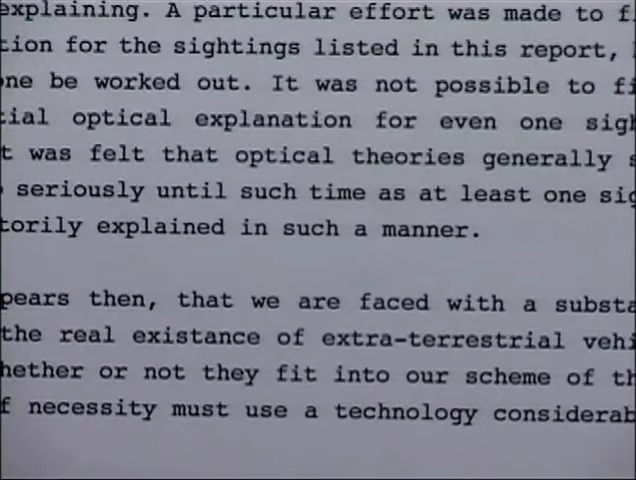 explaining. A particular effort was made to f
tion for the sightings listed in this report,
one be worked out. It was not possible to fi
tial optical explanation for even one sigh
t was felt that optical theories generally s
seriously until such time as at least one sig
torily explained in such a manner.
pears then, that we are faced with a substa
the real existance of extra-terrestrial vehi
hether or not they fit into our scheme of th
f necessity must use a technology considerab